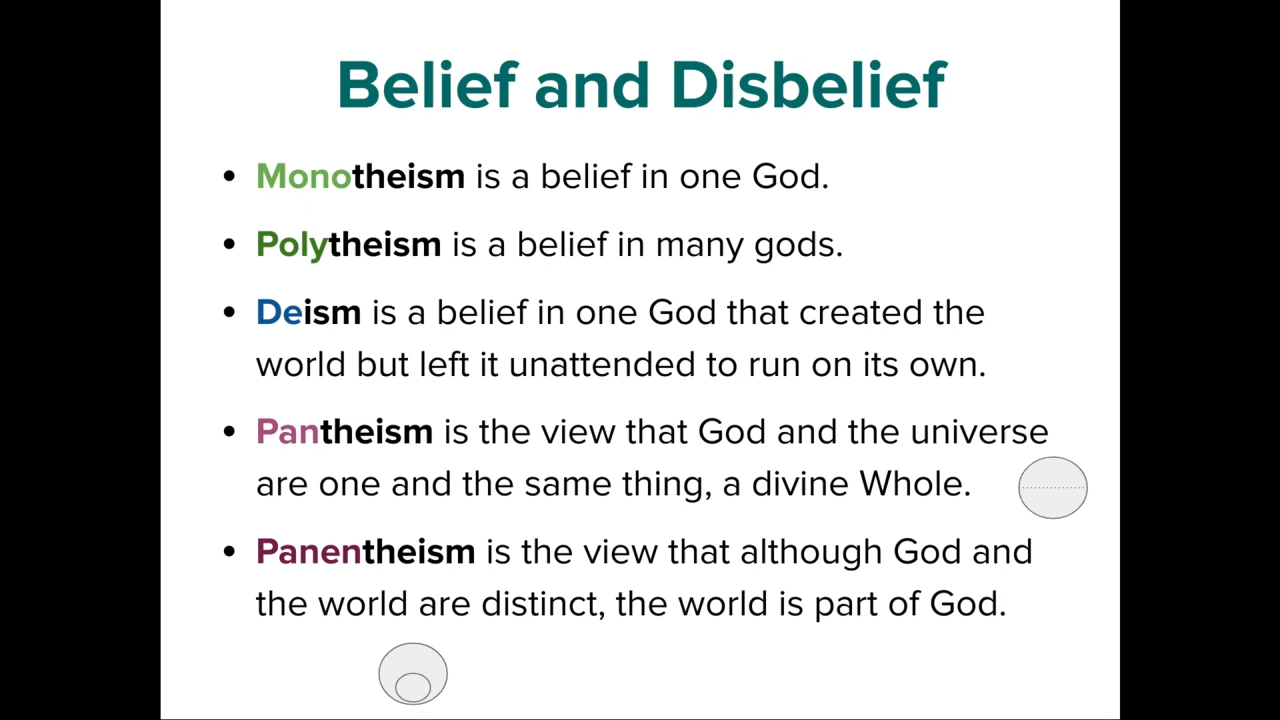 Belief and Disbelief
• Monotheism is a belief in one God.
• Polytheism is a belief in many gods.
• Deism is a belief in one God that created the
world but left it unattended to run on its own.
• Pantheism is the view that God and the universe
are one and the same thing, a divine Whole.
• Panentheism is the view that although God and
the world are distinct, the world is part of God.